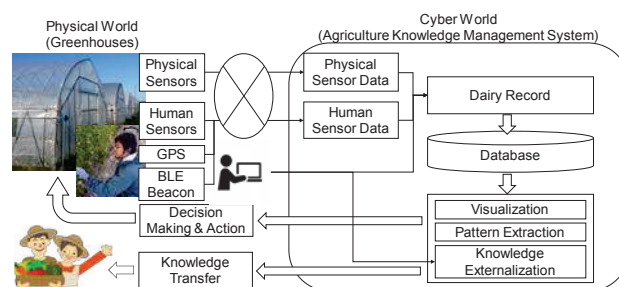 Physical World
(Greenhouses)
Cyber World
(Agriculture Knowledge Management System)
Physical
Sensors
Human
Sensors
GPS
BLE
Beacon
Physical
Sensor Data
Human
Sensor Data
Dairy Record
Database
Visualization
Pattern Extraction
Knowledge
Externalization
Decision
Making & Action
Knowledge
Transfer